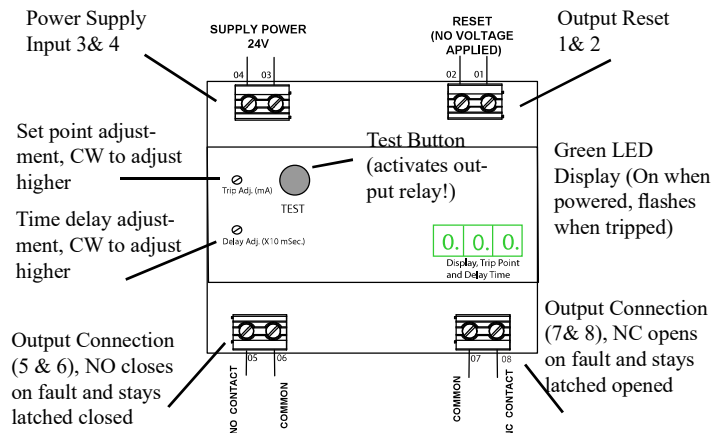 Power Supply
Input 3& 4
SUPPLY POWER
24V
RESET
(NO VOLTAGE
APPLIED)
Output Reset
1& 2
04 03
02 01
Set point adjust-
ment, CW to adjust
higher
Test Button
(activates out-
put relay!)
Green LED
Display (On when
powered, flashes
when tripped)
Trip Adj. (mA)
TEST
Time delay adjust-
ment, CW to adjust
higher
Delay Adj. (X10 mSec.)
0. 0. 0.
Display, Trip Point
and Delay Time
Output Connection
(5 & 6), NO closes
on fault and stays
latched closed
05 06
NO CONTACT
COMMON
07 08
COMMON
NC CONTACT
Output Connection
(7& 8), NC opens
on fault and stays
latched opened